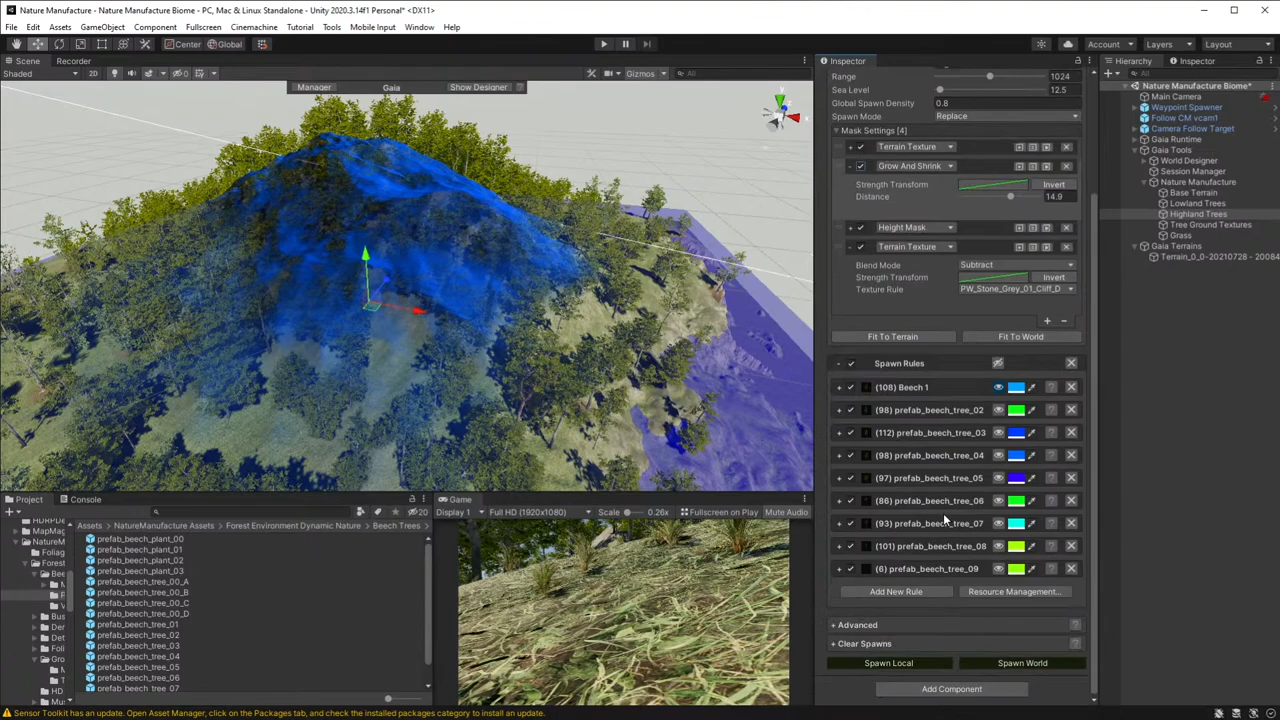 Nature Manufacture - Nature Manufacture Biome - PC, Mac & Linux Standalone - Unity 2020.3.14f1 Personal* <DX11>
File Edit Assets GameObject Component Fullscreen Cinemachine Tutorial Tools Mobile Input Window Help
Center Global Account Layers Layout
Scene Recorder
Shaded 2D Gizmos All
Manager Gaia Show Designer
Inspector
Range 1024
Sea Level 12.5
Global Spawn Density 0.8
Spawn Mode Replace
Mask Settings [4]
Terrain Texture
Grow And Shrink
Strength Transform Invert
Distance 14.9
Height Mask
Terrain Texture
Blend Mode Subtract
Strength Transform Invert
Texture Rule PW_Stone_Grey_01_Cliff_D
Fit To Terrain Fit To World
Spawn Rules
(108) Beech 1
(98) prefab_beech_tree_02
(112) prefab_beech_tree_03
(98) prefab_beech_tree_04
(97) prefab_beech_tree_05
(86) prefab_beech_tree_06
(93) prefab_beech_tree_07
(101) prefab_beech_tree_08
(6) prefab_beech_tree_09
Add New Rule Resource Management...
+ Advanced
+ Clear Spawns
Spawn Local Spawn World
Add Component
Hierarchy Inspector
All
Nature Manufacture Biome*
Main Camera
Waypoint Spawner
Follow CM vcam1
Camera Follow Target
Gaia Runtime
Gaia Tools
World Designer
Session Manager
Nature Manufacture
Base Terrain
Lowland Trees
Highland Trees
Tree Ground Textures
Grass
Gaia Terrains
Terrain_0_0-20210728 - 20084
Project Console
20
Assets > NatureManufacture Assets > Forest Environment Dynamic Nature > Beech Trees
prefab_beech_plant_00
prefab_beech_plant_01
prefab_beech_plant_02
prefab_beech_plant_03
prefab_beech_tree_00_A
prefab_beech_tree_00_B
prefab_beech_tree_00_C
prefab_beech_tree_00_D
prefab_beech_tree_01
prefab_beech_tree_02
prefab_beech_tree_03
prefab_beech_tree_04
prefab_beech_tree_05
prefab_beech_tree_06
prefab_beech_tree_07
Game
Display 1 Full HD (1920x1080) Scale 0.26x Fullscreen on Play Mute Audio
Sensor Toolkit has an update. Open Asset Manager, click on the Packages tab, and check the installed packages category to install an update.